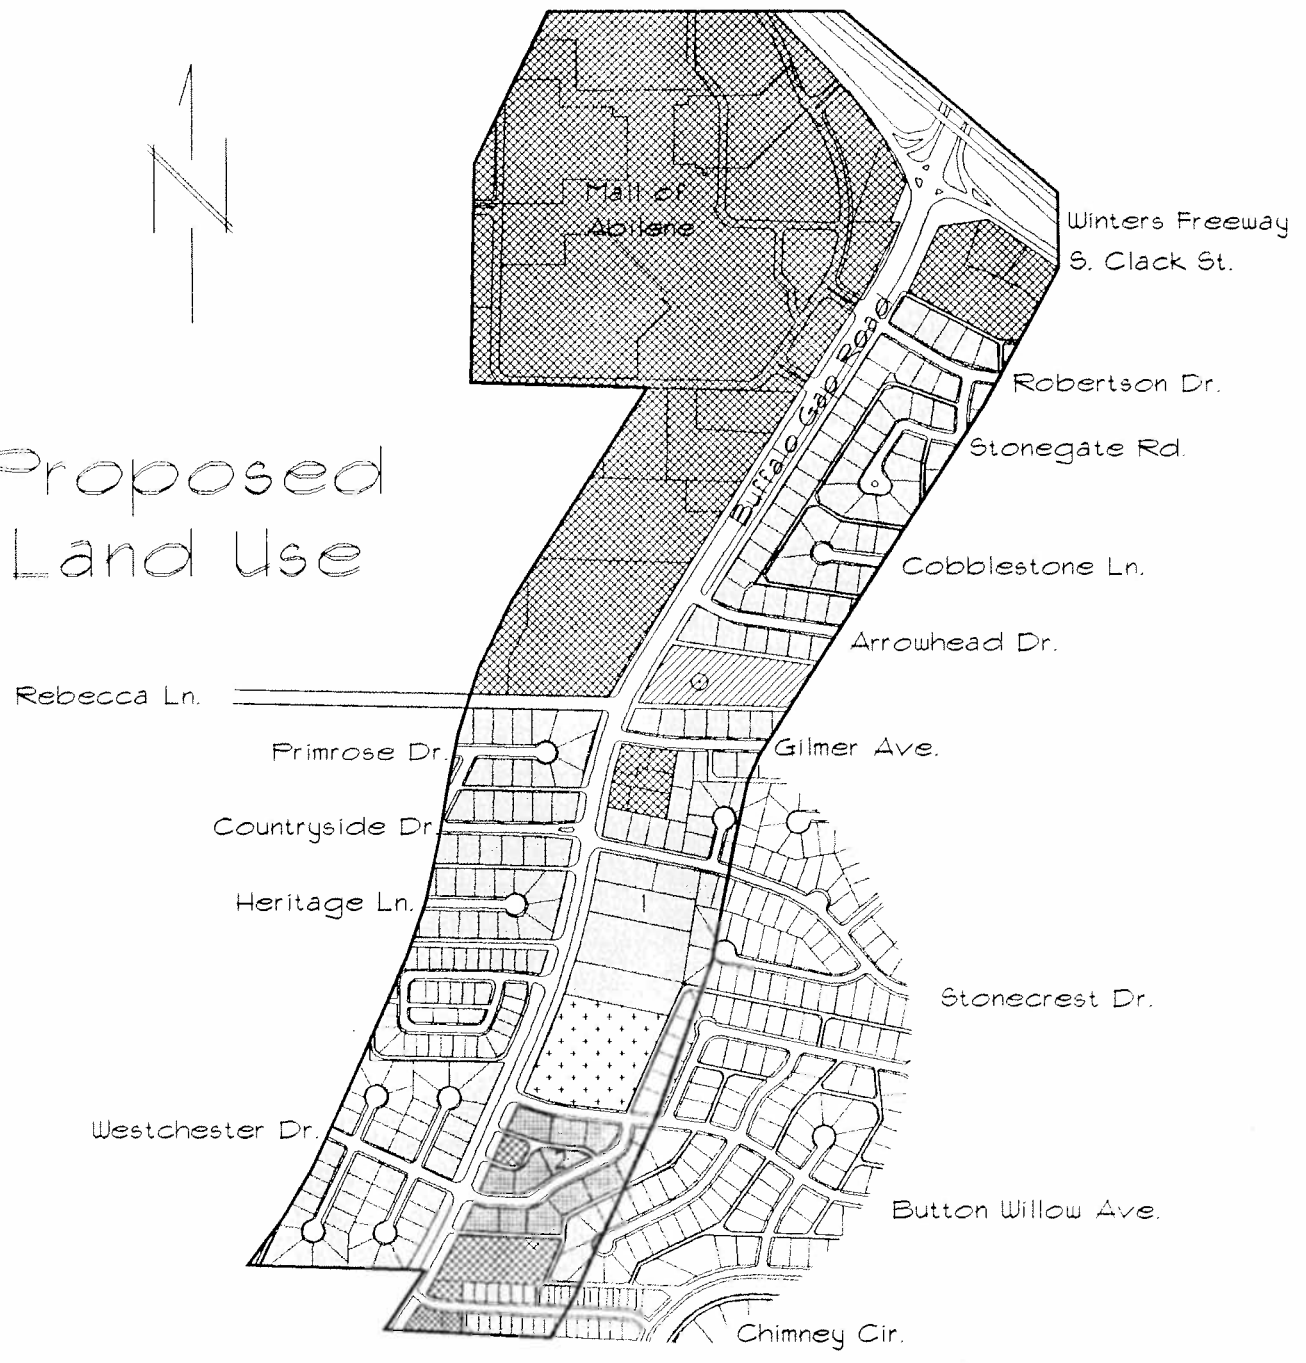 N
Mall of
Abilene
Winters Freeway
S. Clack St.
Buffalo Gap Road
Robertson Dr.
Stonegate Rd.
Proposed
Land Use
Cobblestone Ln.
Arrowhead Dr.
Rebecca Ln.
Primrose Dr.
Gilmer Ave.
Countryside Dr.
Heritage Ln.
1
Stonecrest Dr.
Westchester Dr.
2
Button Willow Ave.
Chimney Cir.